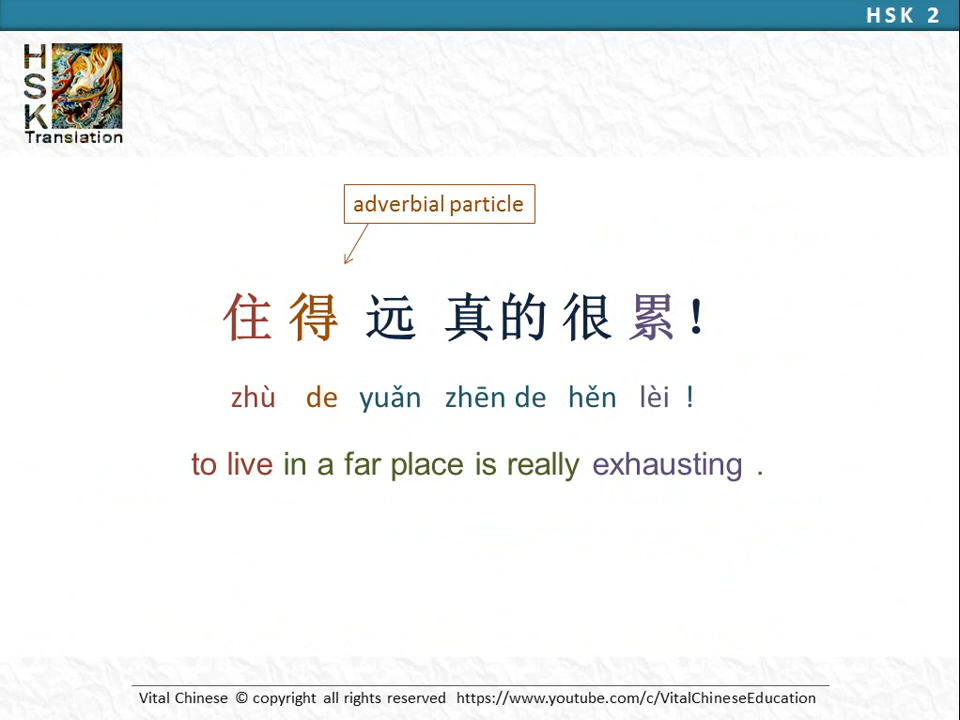 HSK 2
HSK
Translation
adverbial particle
住 得 远 真的 很 累！
zhù de yuǎn zhēn de hěn lèi !
to live in a far place is really exhausting .
Vital Chinese © copyright all rights reserved https://www.youtube.com/c/VitalChineseEducation